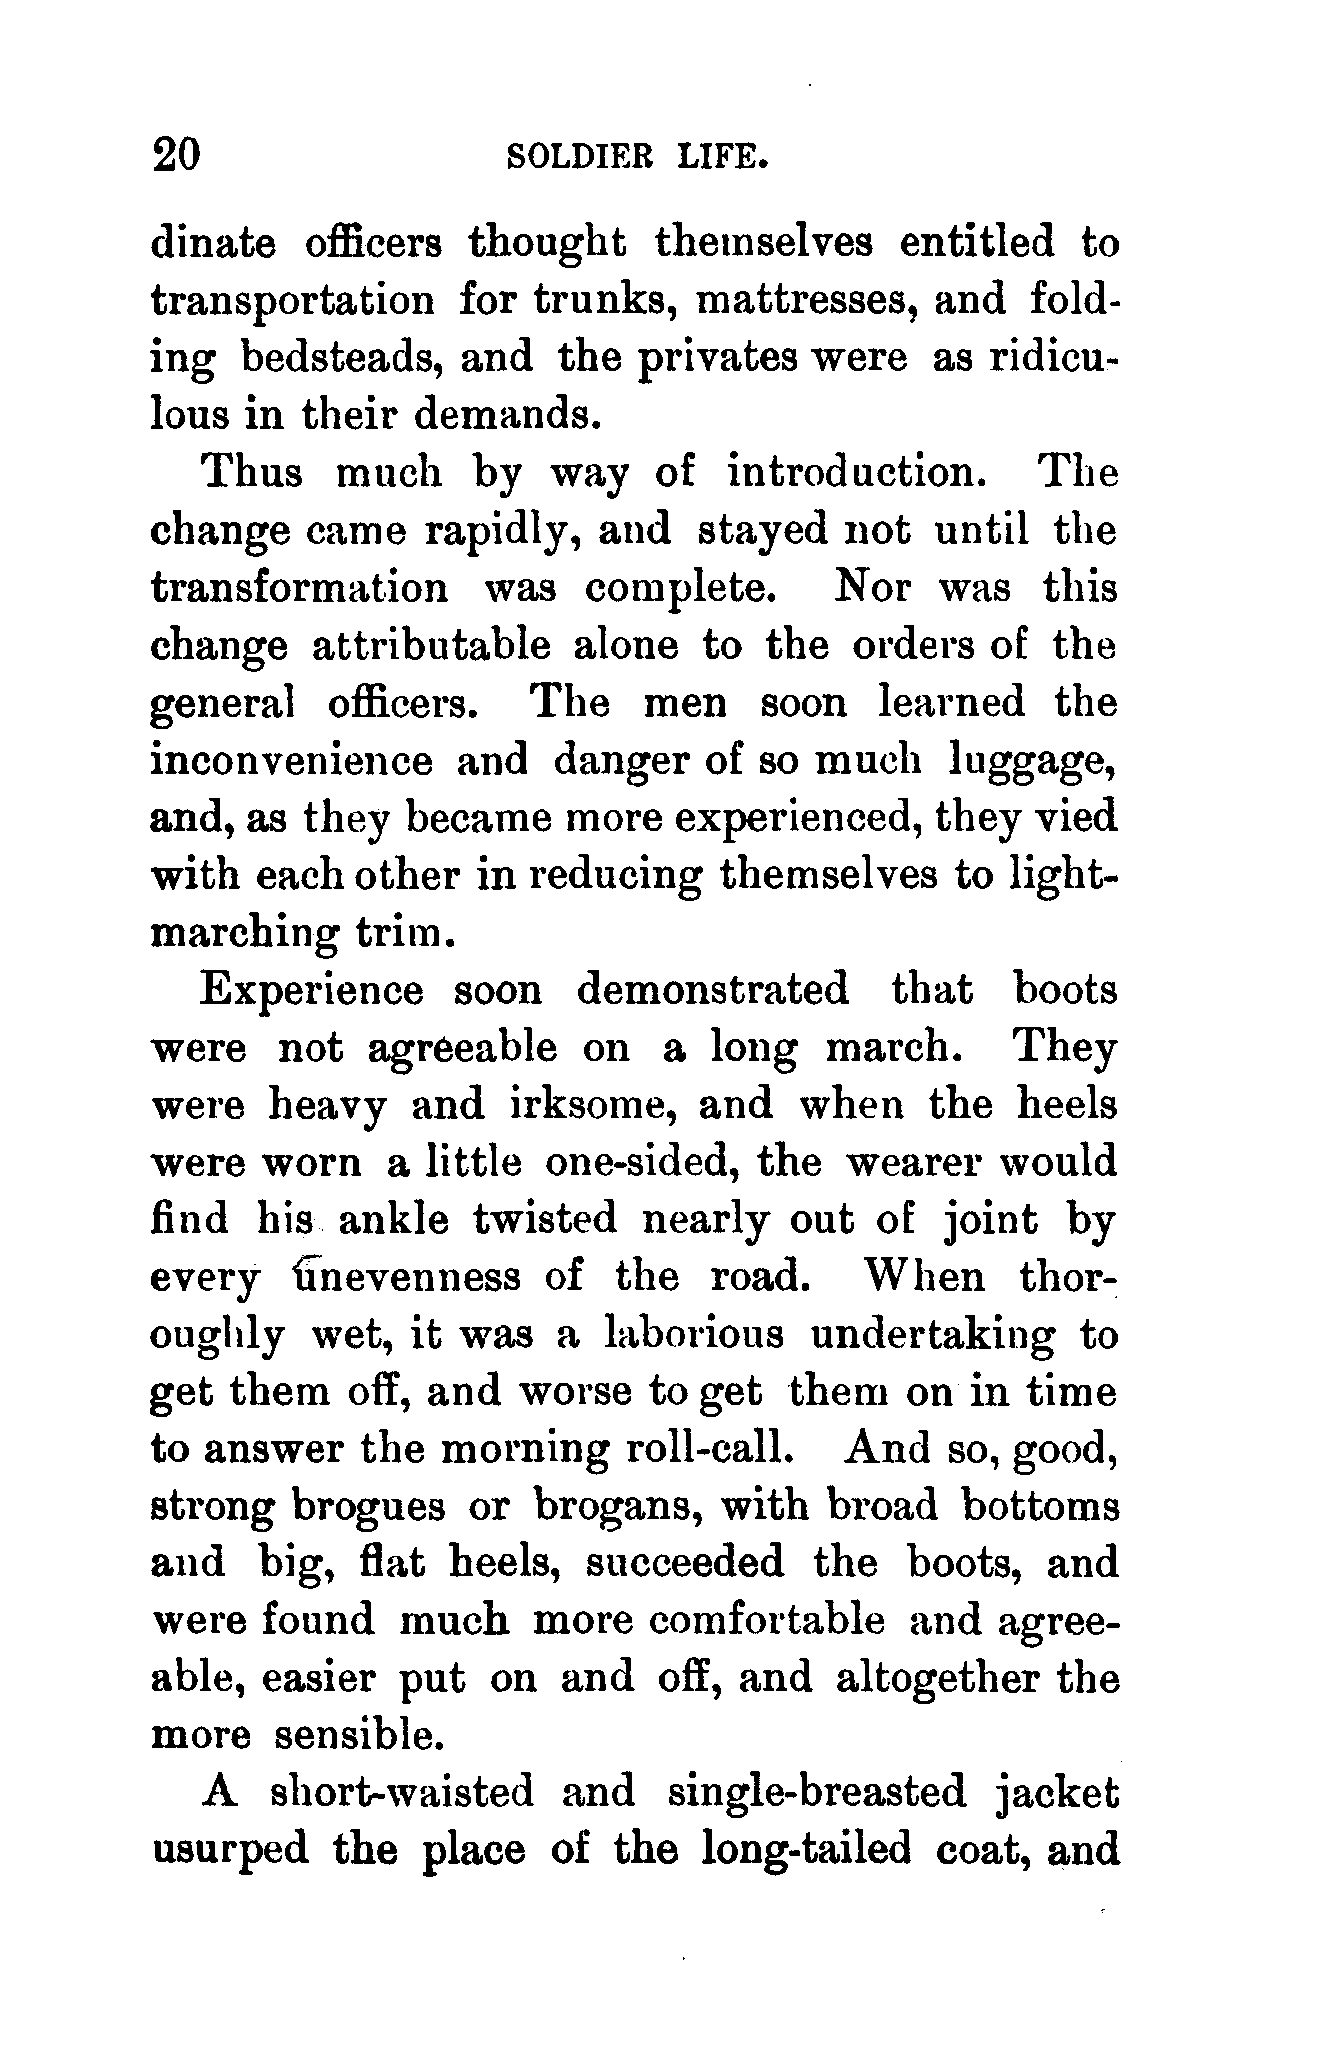 20 SOLDIER LIFE.
dinate officers thought themselves entitled to
transportation for trunks, mattresses, and fold-
ing bedsteads, and the privates were as ridicu-
lous in their demands.
Thus much by way of introduction. The
change came rapidly, and stayed not until the
transformation was complete. Nor was this
change attributable alone to the orders of the
general officers. The men soon learned the
inconvenience and danger of so much luggage,
and, as they became more experienced, they vied
with each other in reducing themselves to light-
marching trim.
Experience soon demonstrated that boots
were not agreeable on a long march. They
were heavy and irksome, and when the heels
were worn a little one-sided, the wearer would
find his ankle twisted nearly out of joint by
every unevenness of the road. When thor-
oughly wet, it was a laborious undertaking to
get them off, and worse to get them on in time
to answer the morning roll-call. And so, good,
strong brogues or brogans, with broad bottoms
and big, flat heels, succeeded the boots, and
were found much more comfortable and agree-
able, easier put on and off, and altogether the
more sensible.
A short-waisted and single-breasted jacket
usurped the place of the long-tailed coat, and